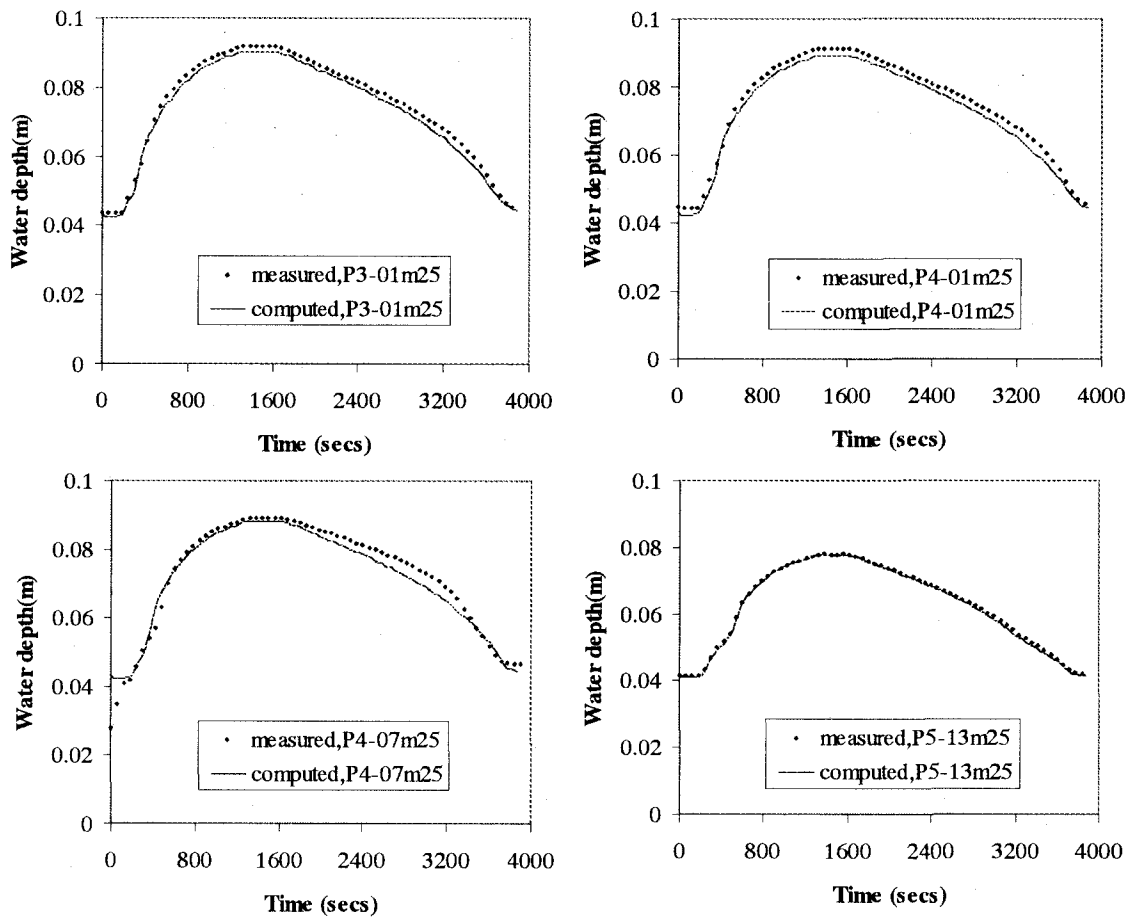 0.1
0.08
0.06
0.04
0.02
0
Water depth(m)
measured,P3-01m25
computed,P3-01m25
0 800 1600 2400 3200 4000
Time (secs)
0.1
0.08
0.06
0.04
0.02
0
Water depth(m)
measured,P4-01m25
computed,P4-01m25
0 800 1600 2400 3200 4000
Time (secs)
0.1
0.08
0.06
0.04
0.02
0
Water depth(m)
measured,P4-07m25
computed,P4-07m25
0 800 1600 2400 3200 4000
Time (secs)
0.1
0.08
0.06
0.04
0.02
0
Water depth(m)
measured,P5-13m25
computed,P5-13m25
0 800 1600 2400 3200 4000
Time (secs)